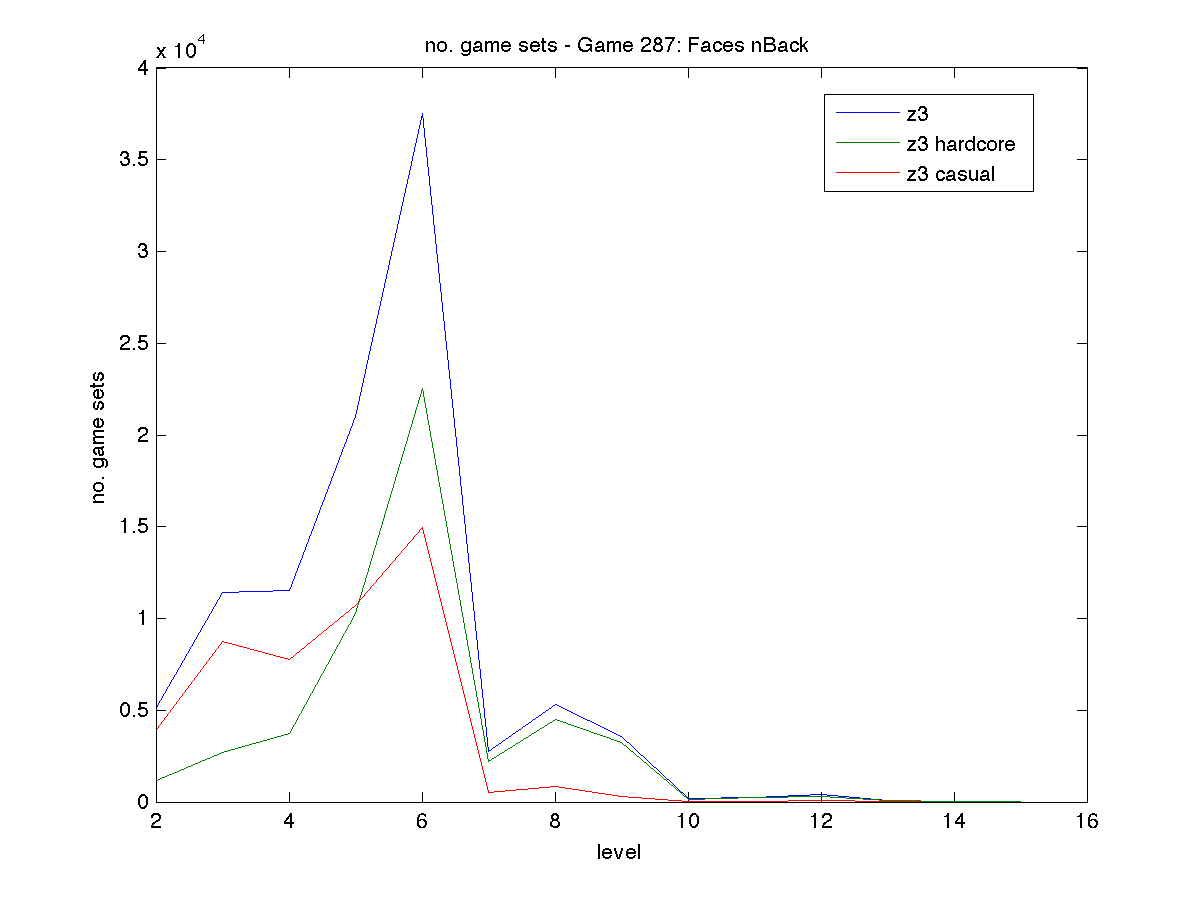 no. game sets - Game 287: Faces nBack
x 10^4
4
3.5
3
2.5
2
1.5
1
0.5
0
no. game sets
2 4 6 8 10 12 14 16
level
z3
z3 hardcore
z3 casual